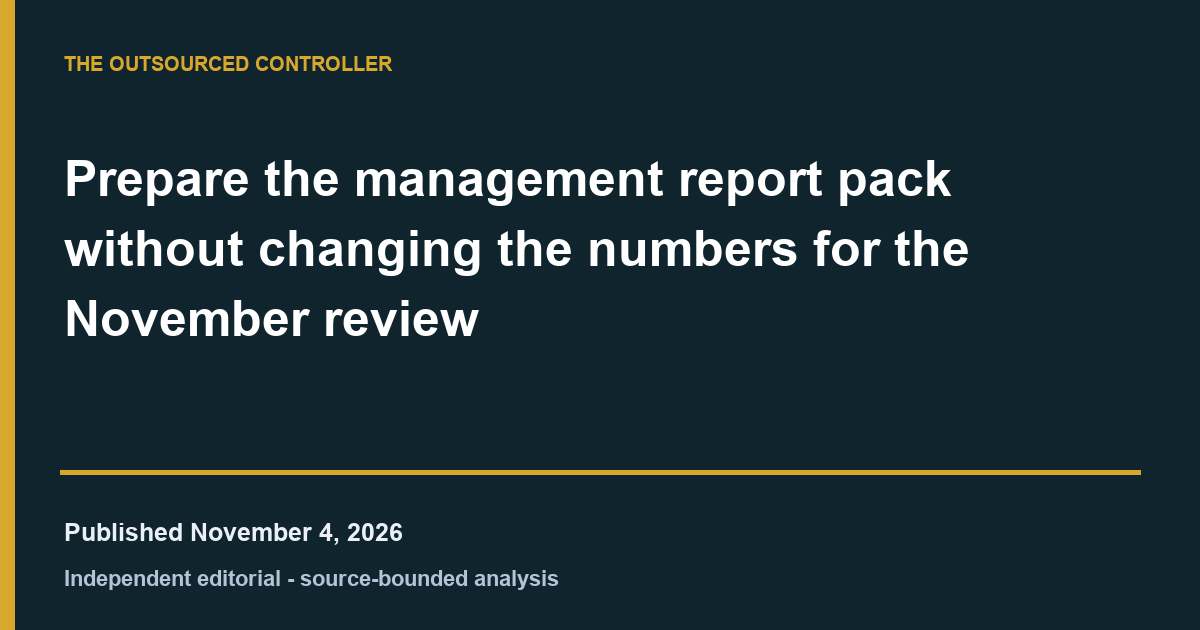 THE OUTSOURCED CONTROLLER
Prepare the management report pack
without changing the numbers for the
November review
Published November 4, 2026
Independent editorial - source-bounded analysis